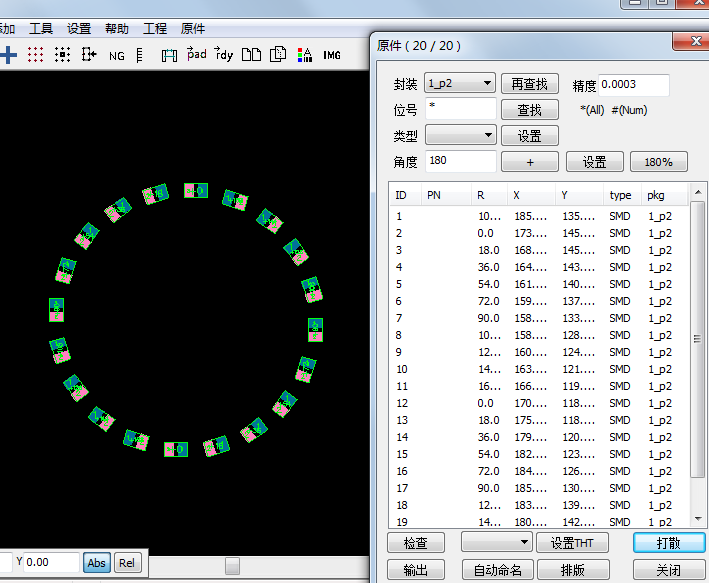 工具 设置 帮助 工程 原件
NG pad rdy IMG
原件 ( 20 / 20 )
封装 1_p2 再查找 精度 0.0003
位号 * 查找 *(All) #(Num)
类型 设置
角度 180 + 设置 180%
ID PN R X Y type pkg
1 10... 185.... 135.... SMD 1_p2
2 0.0 173.... 145.... SMD 1_p2
3 18.0 168.... 145.... SMD 1_p2
4 36.0 164.... 143.... SMD 1_p2
5 54.0 161.... 140.... SMD 1_p2
6 72.0 159.... 137.... SMD 1_p2
7 90.0 158.... 133.... SMD 1_p2
8 10... 158.... 128.... SMD 1_p2
9 12... 160.... 124.... SMD 1_p2
10 14... 163.... 121.... SMD 1_p2
11 16... 166.... 119.... SMD 1_p2
12 0.0 170.... 118.... SMD 1_p2
13 18.0 175.... 118.... SMD 1_p2
14 36.0 179.... 120.... SMD 1_p2
15 54.0 182.... 123.... SMD 1_p2
16 72.0 184.... 126.... SMD 1_p2
17 90.0 185.... 130.... SMD 1_p2
18 12... 183.... 139.... SMD 1_p2
19 14... 180.... 142.... SMD 1_p2
检查 设置THT 打散
输出 自动命名 排版 关闭
Y 0.00 Abs Rel